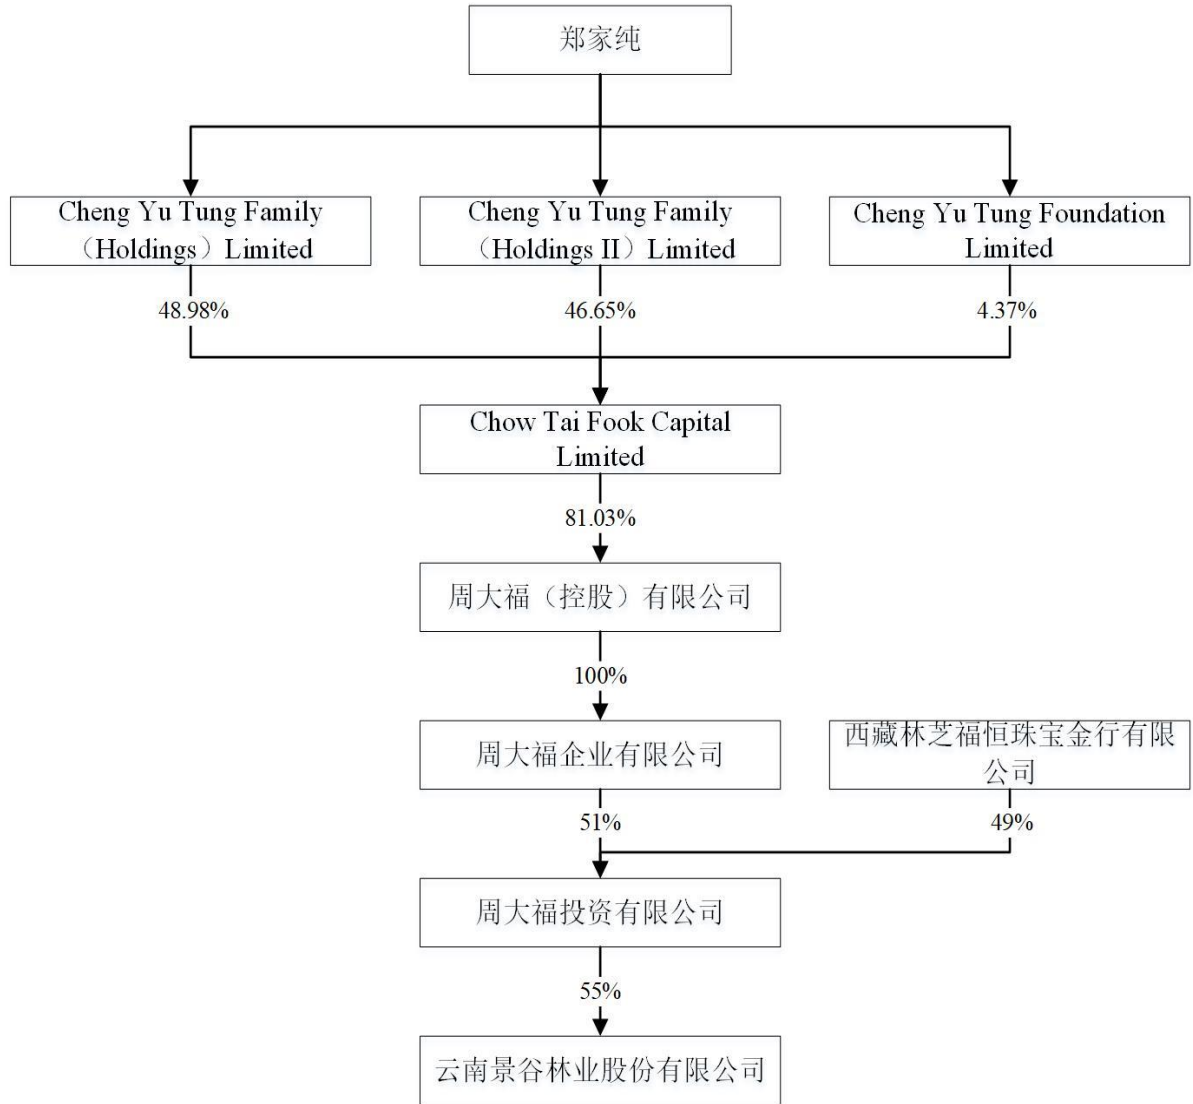 郑家纯
Cheng Yu Tung Family
（Holdings）Limited
Cheng Yu Tung Family
（Holdings II）Limited
Cheng Yu Tung Foundation
Limited
48.98%
46.65%
4.37%
Chow Tai Fook Capital
Limited
81.03%
周大福（控股）有限公司
100%
周大福企业有限公司
西藏林芝福恒珠宝金行有限
公司
51%
49%
周大福投资有限公司
55%
云南景谷林业股份有限公司